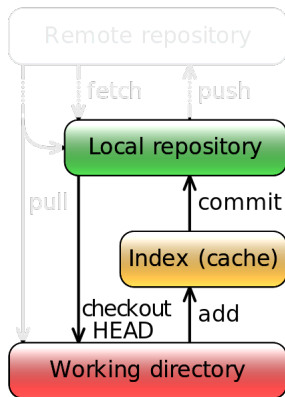 Remote repository
fetch
push
Local repository
pull
commit
Index (cache)
checkout
HEAD
add
Working directory